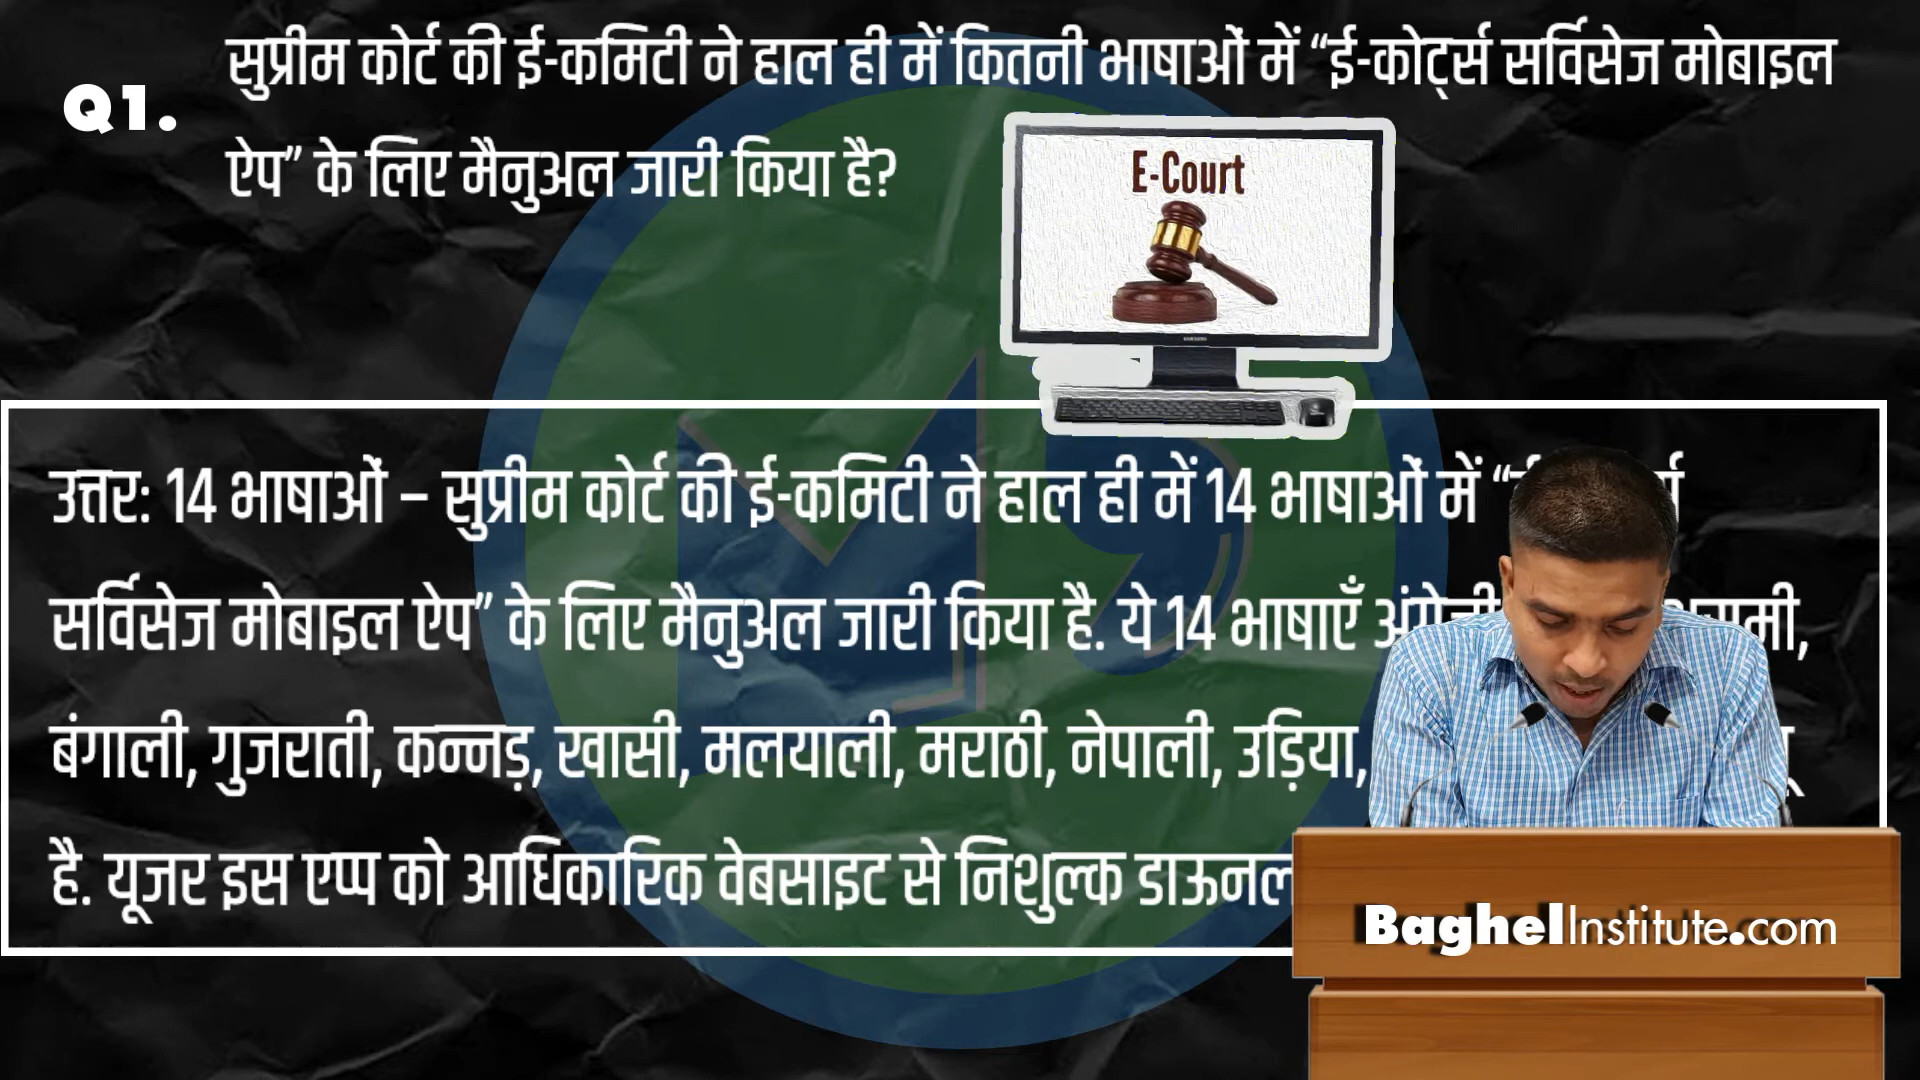 Q1.
सुप्रीम कोर्ट की ई-कमिटी ने हाल ही में कितनी भाषाओं में “ई-कोर्ट्स सर्विसेज मोबाइल
ऐप” के लिए मैनुअल जारी किया है?
E-Court
उत्तर: 14 भाषाओं – सुप्रीम कोर्ट की ई-कमिटी ने हाल ही में 14 भाषाओं में
सर्विसेज मोबाइल ऐप” के लिए मैनुअल जारी किया है. ये 14 भाषाएँ
बंगाली, गुजराती, कन्नड़, खासी, मलयाली, मराठी, नेपाली, उड़िया,
है. यूजर इस एप्प को आधिकारिक वेबसाइट से निशुल्क
BaghelInstitute.com